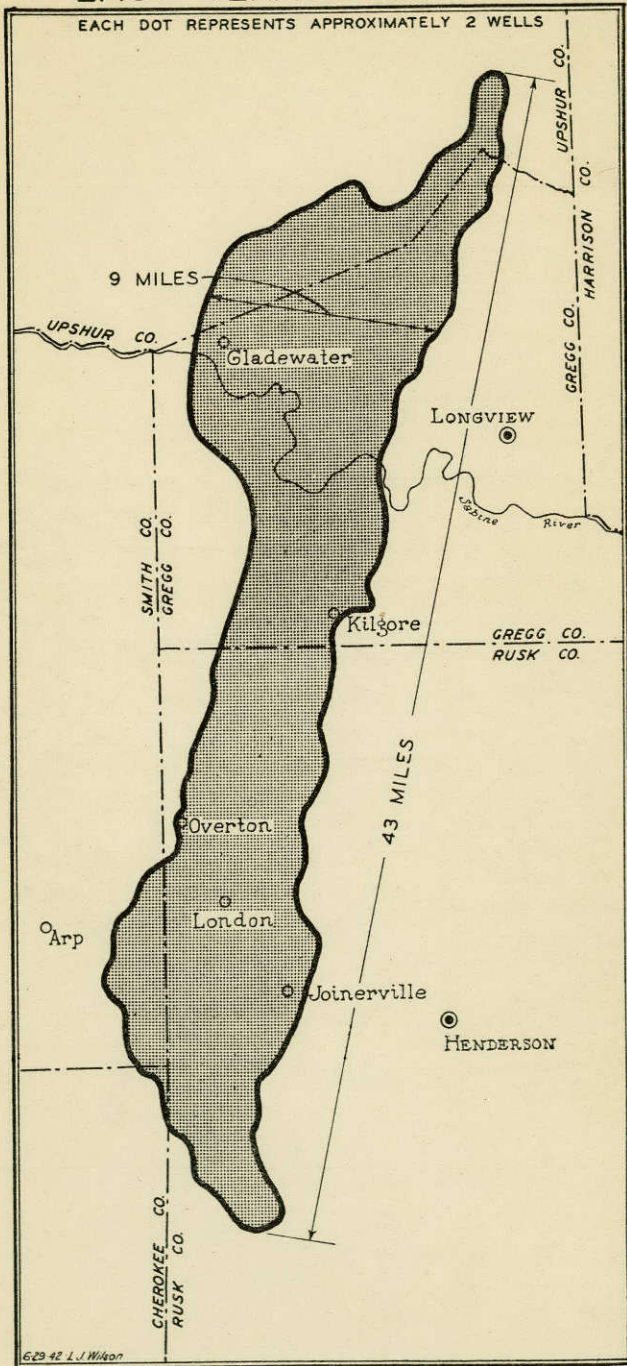 EACH DOT REPRESENTS APPROXIMATELY 2 WELLS
UPSHUR CO.
HARRISON CO.
GREGG CO.
9 MILES
UPSHUR CO.
Gladewater
LONGVIEW
Sabine River
SMITH CO.
GREGG CO.
Kilgore
GREGG CO.
RUSK CO.
43 MILES
Overton
London
Arp
Joinerville
HENDERSON
CHEROKEE CO.
RUSK CO.
6-29-42 L.J. Wilson